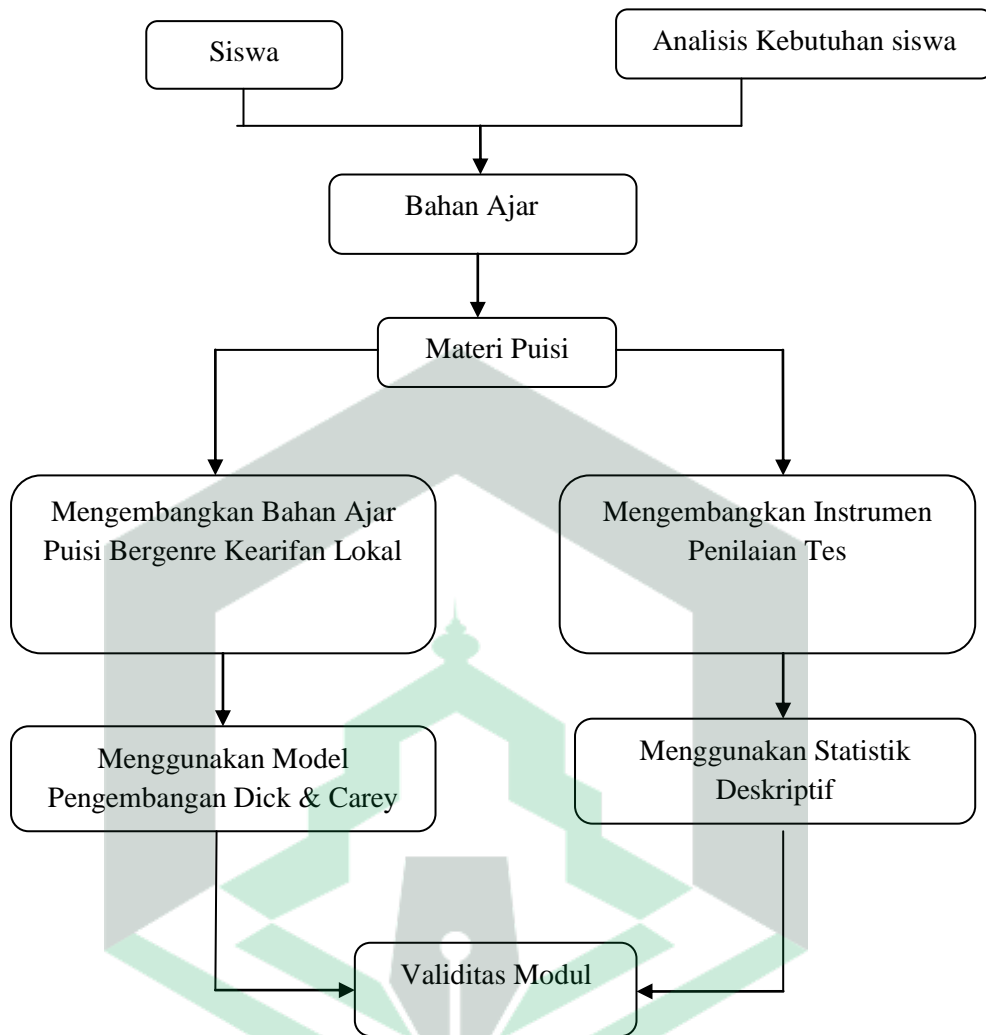 Siswa
Analisis Kebutuhan siswa
Bahan Ajar
Materi Puisi
Mengembangkan Bahan Ajar
Puisi Bergenre Kearifan Lokal
Mengembangkan Instrumen
Penilaian Tes
Menggunakan Model
Pengembangan Dick & Carey
Menggunakan Statistik
Deskriptif
Validitas Modul